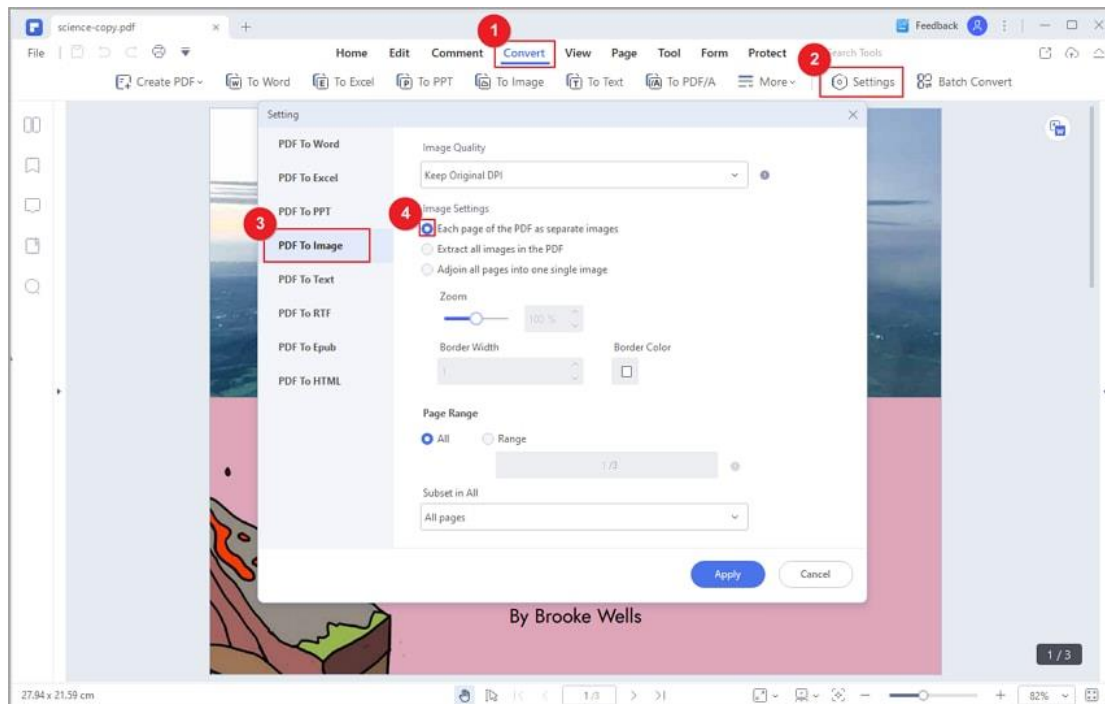 science-copy.pdf
Feedback
1
File
Home Edit Comment Convert View Page Tool Form Protect Search Tools
2
Create PDF To Word To Excel To PPT To Image To Text To PDF/A More Settings Batch Convert
Setting
PDF To Word
PDF To Excel
PDF To PPT
3
PDF To Image
PDF To Text
PDF To RTF
PDF To Epub
PDF To HTML
Image Quality
Keep Original DPI
4
Image Settings
Each page of the PDF as separate images
Extract all images in the PDF
Adjoin all pages into one single image
Zoom
100 %
Border Width Border Color
1
Page Range
All Range
1 /3
Subset in All
All pages
Apply Cancel
By Brooke Wells
1 / 3
27.94 x 21.59 cm
1 /3
82%